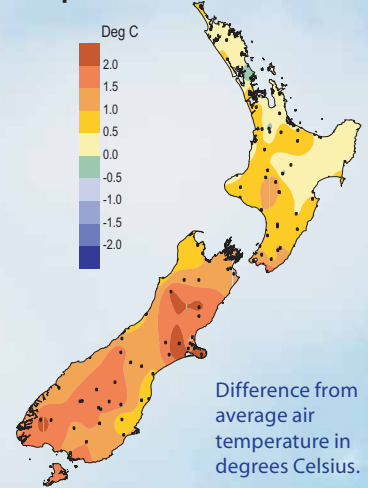 Deg C
2.0
1.5
1.0
0.5
0.0
-0.5
-1.0
-1.5
-2.0
Difference from
average air
temperature in
degrees Celsius.